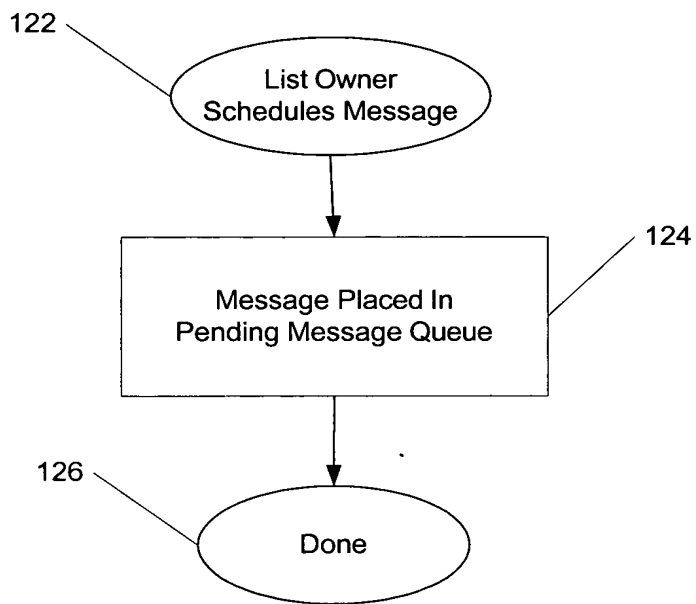 122
List Owner
Schedules Message
124
Message Placed In
Pending Message Queue
126
Done